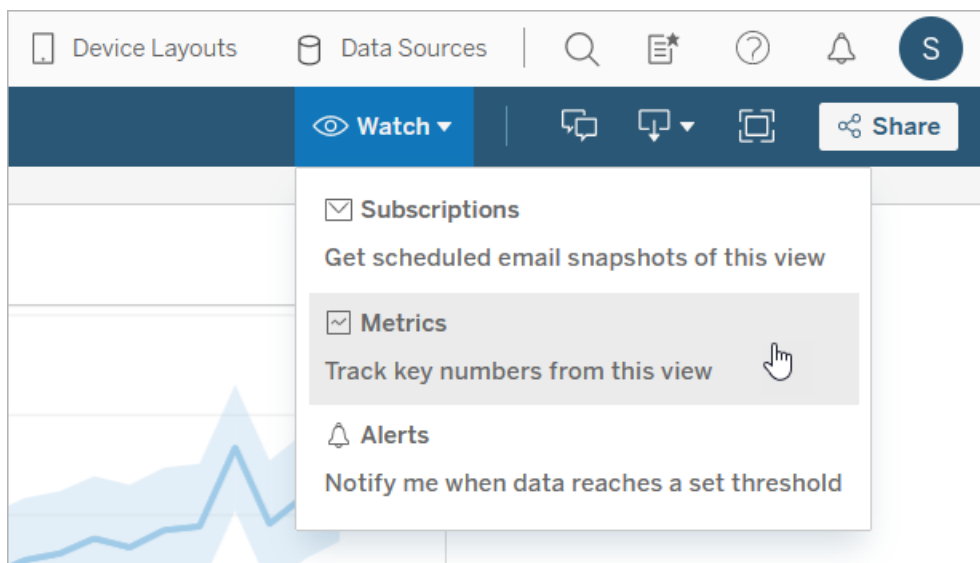 Device Layouts Data Sources S
Watch Share
Subscriptions
Get scheduled email snapshots of this view
Metrics
Track key numbers from this view
Alerts
Notify me when data reaches a set threshold